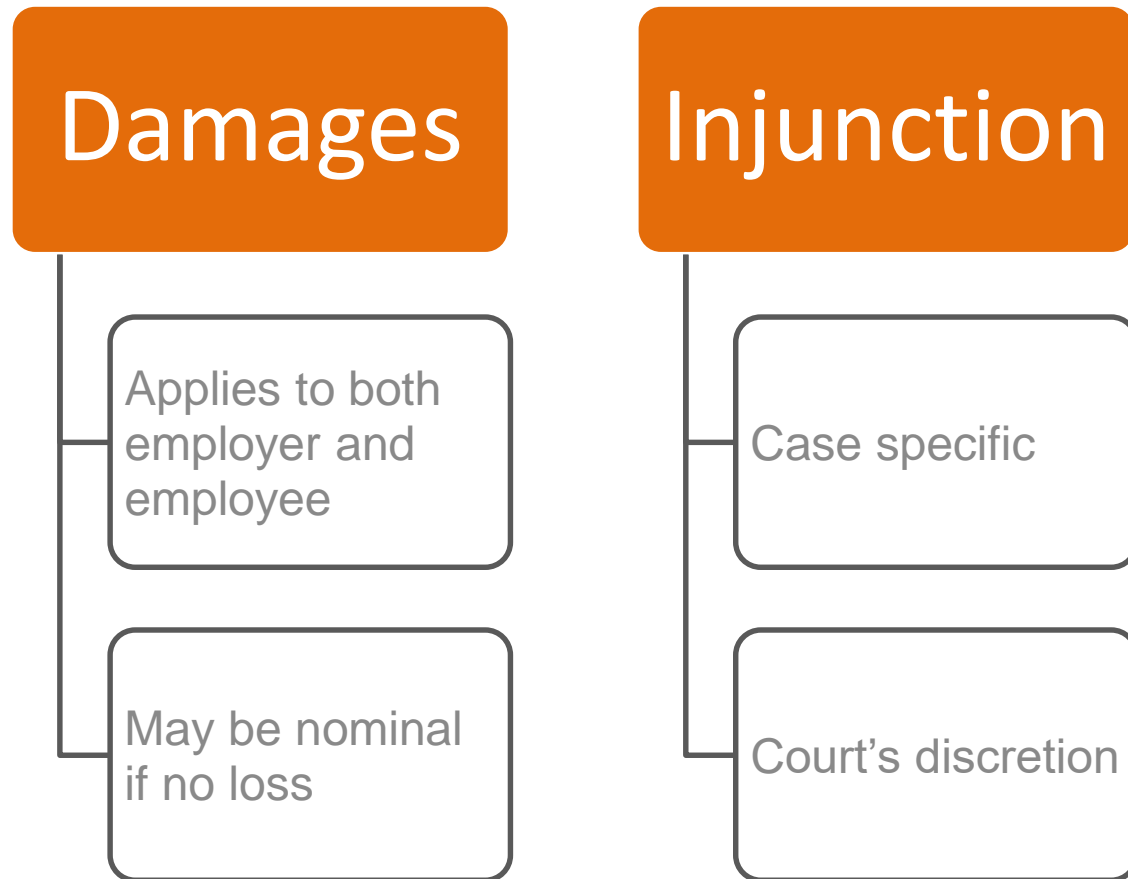 Damages
Applies to both
employer and
employee
May be nominal
if no loss
Injunction
Case specific
Court’s discretion